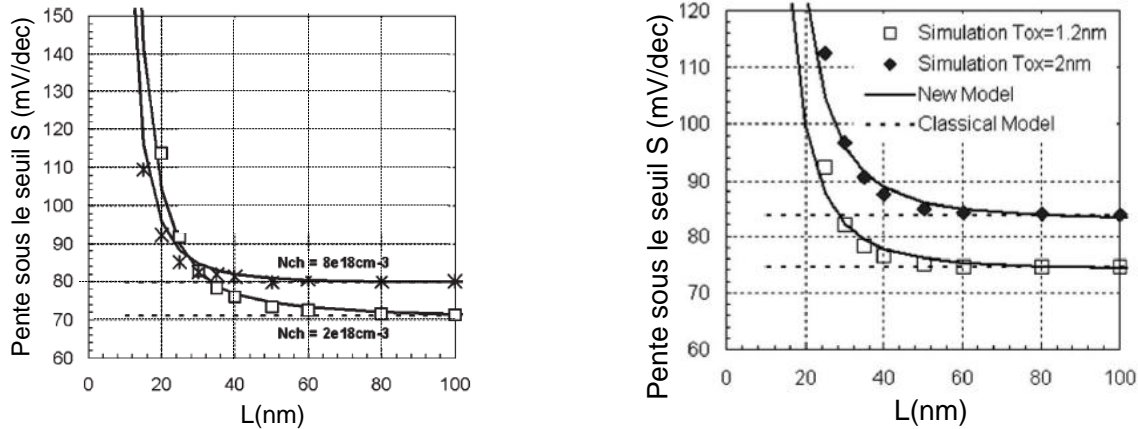 Pente sous le seuil S (mV/dec)
150
140
130
120
110
100
90
80
70
60
Nch = 8e18cm-3
Nch = 2e18cm-3
0
20
40
60
80
100
L(nm)
Pente sous le seuil S (mV/dec)
120
110
100
90
80
70
60
Simulation Tox=1.2nm
Simulation Tox=2nm
New Model
Classical Model
0
20
40
60
80
100
L(nm)